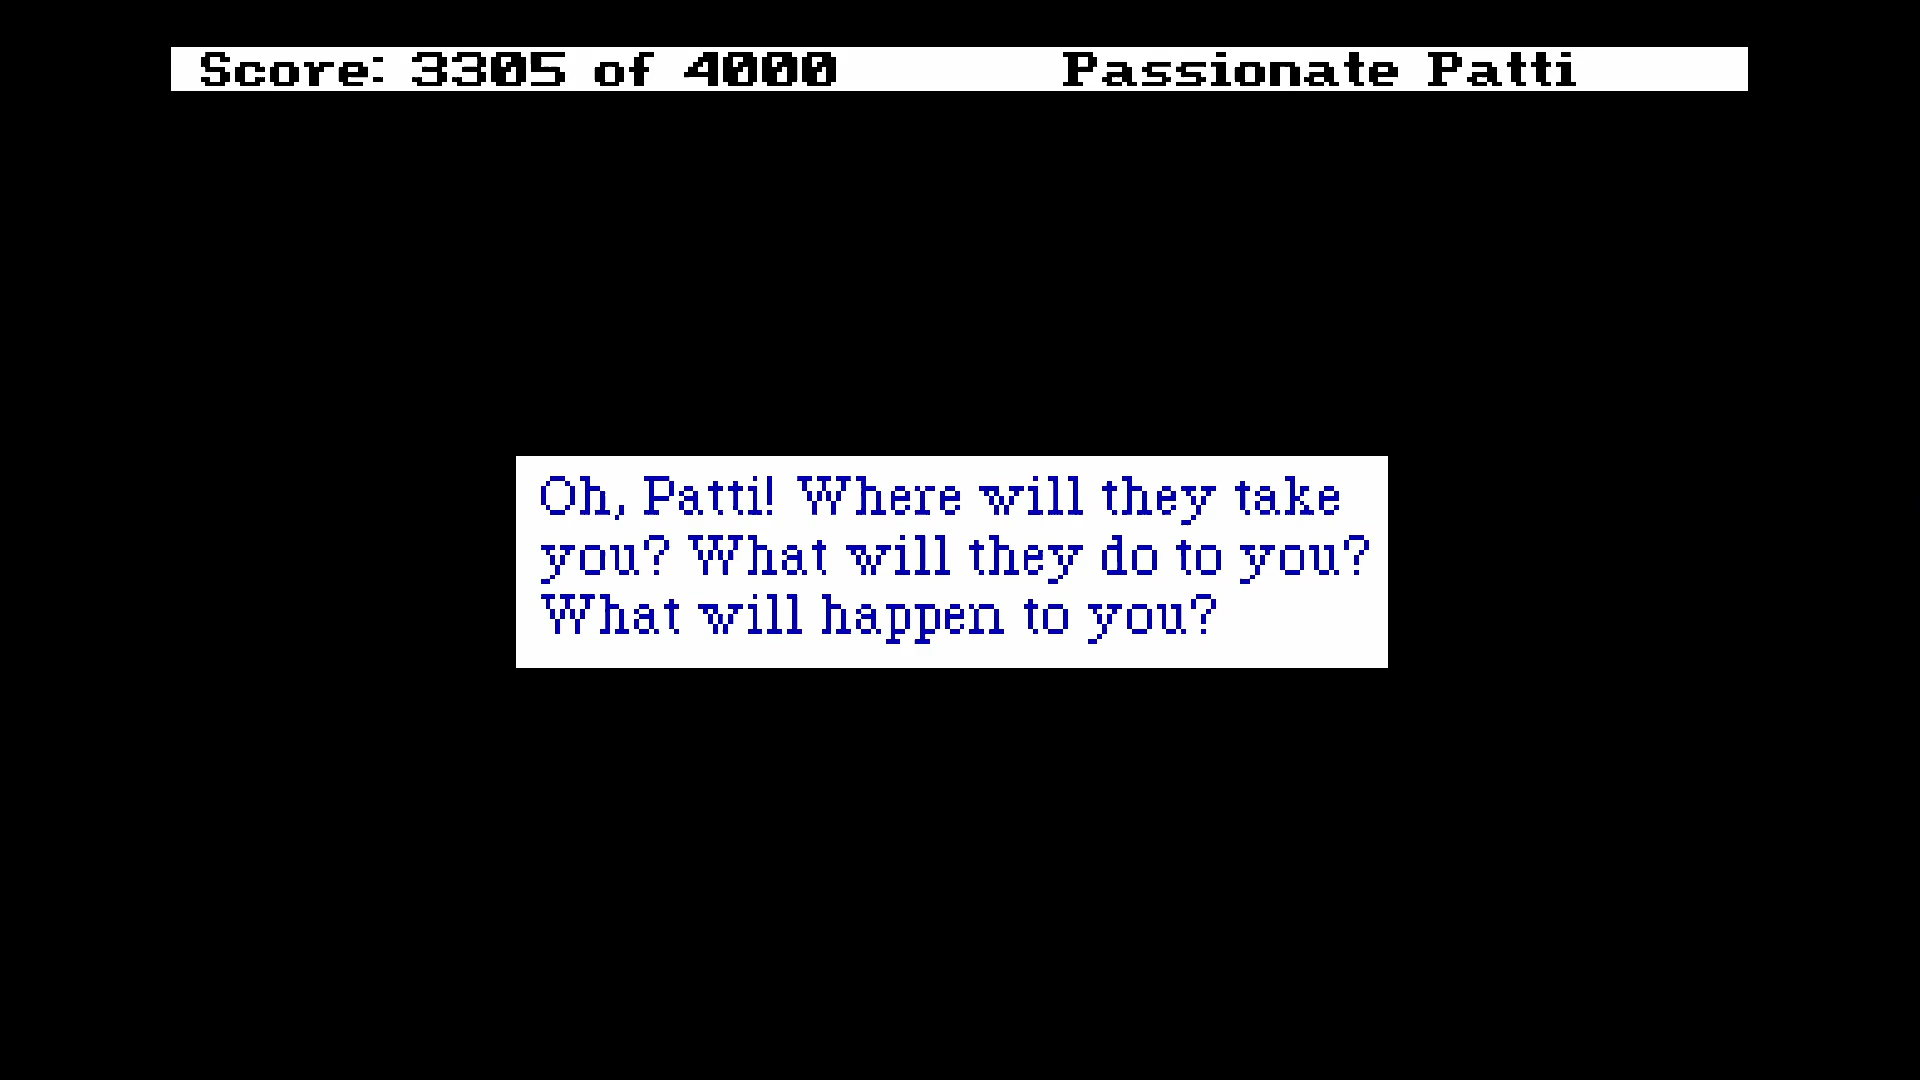 Score: 3305 of 4000 Passionate Patti
Oh, Patti! Where will they take
you? What will they do to you?
What will happen to you?